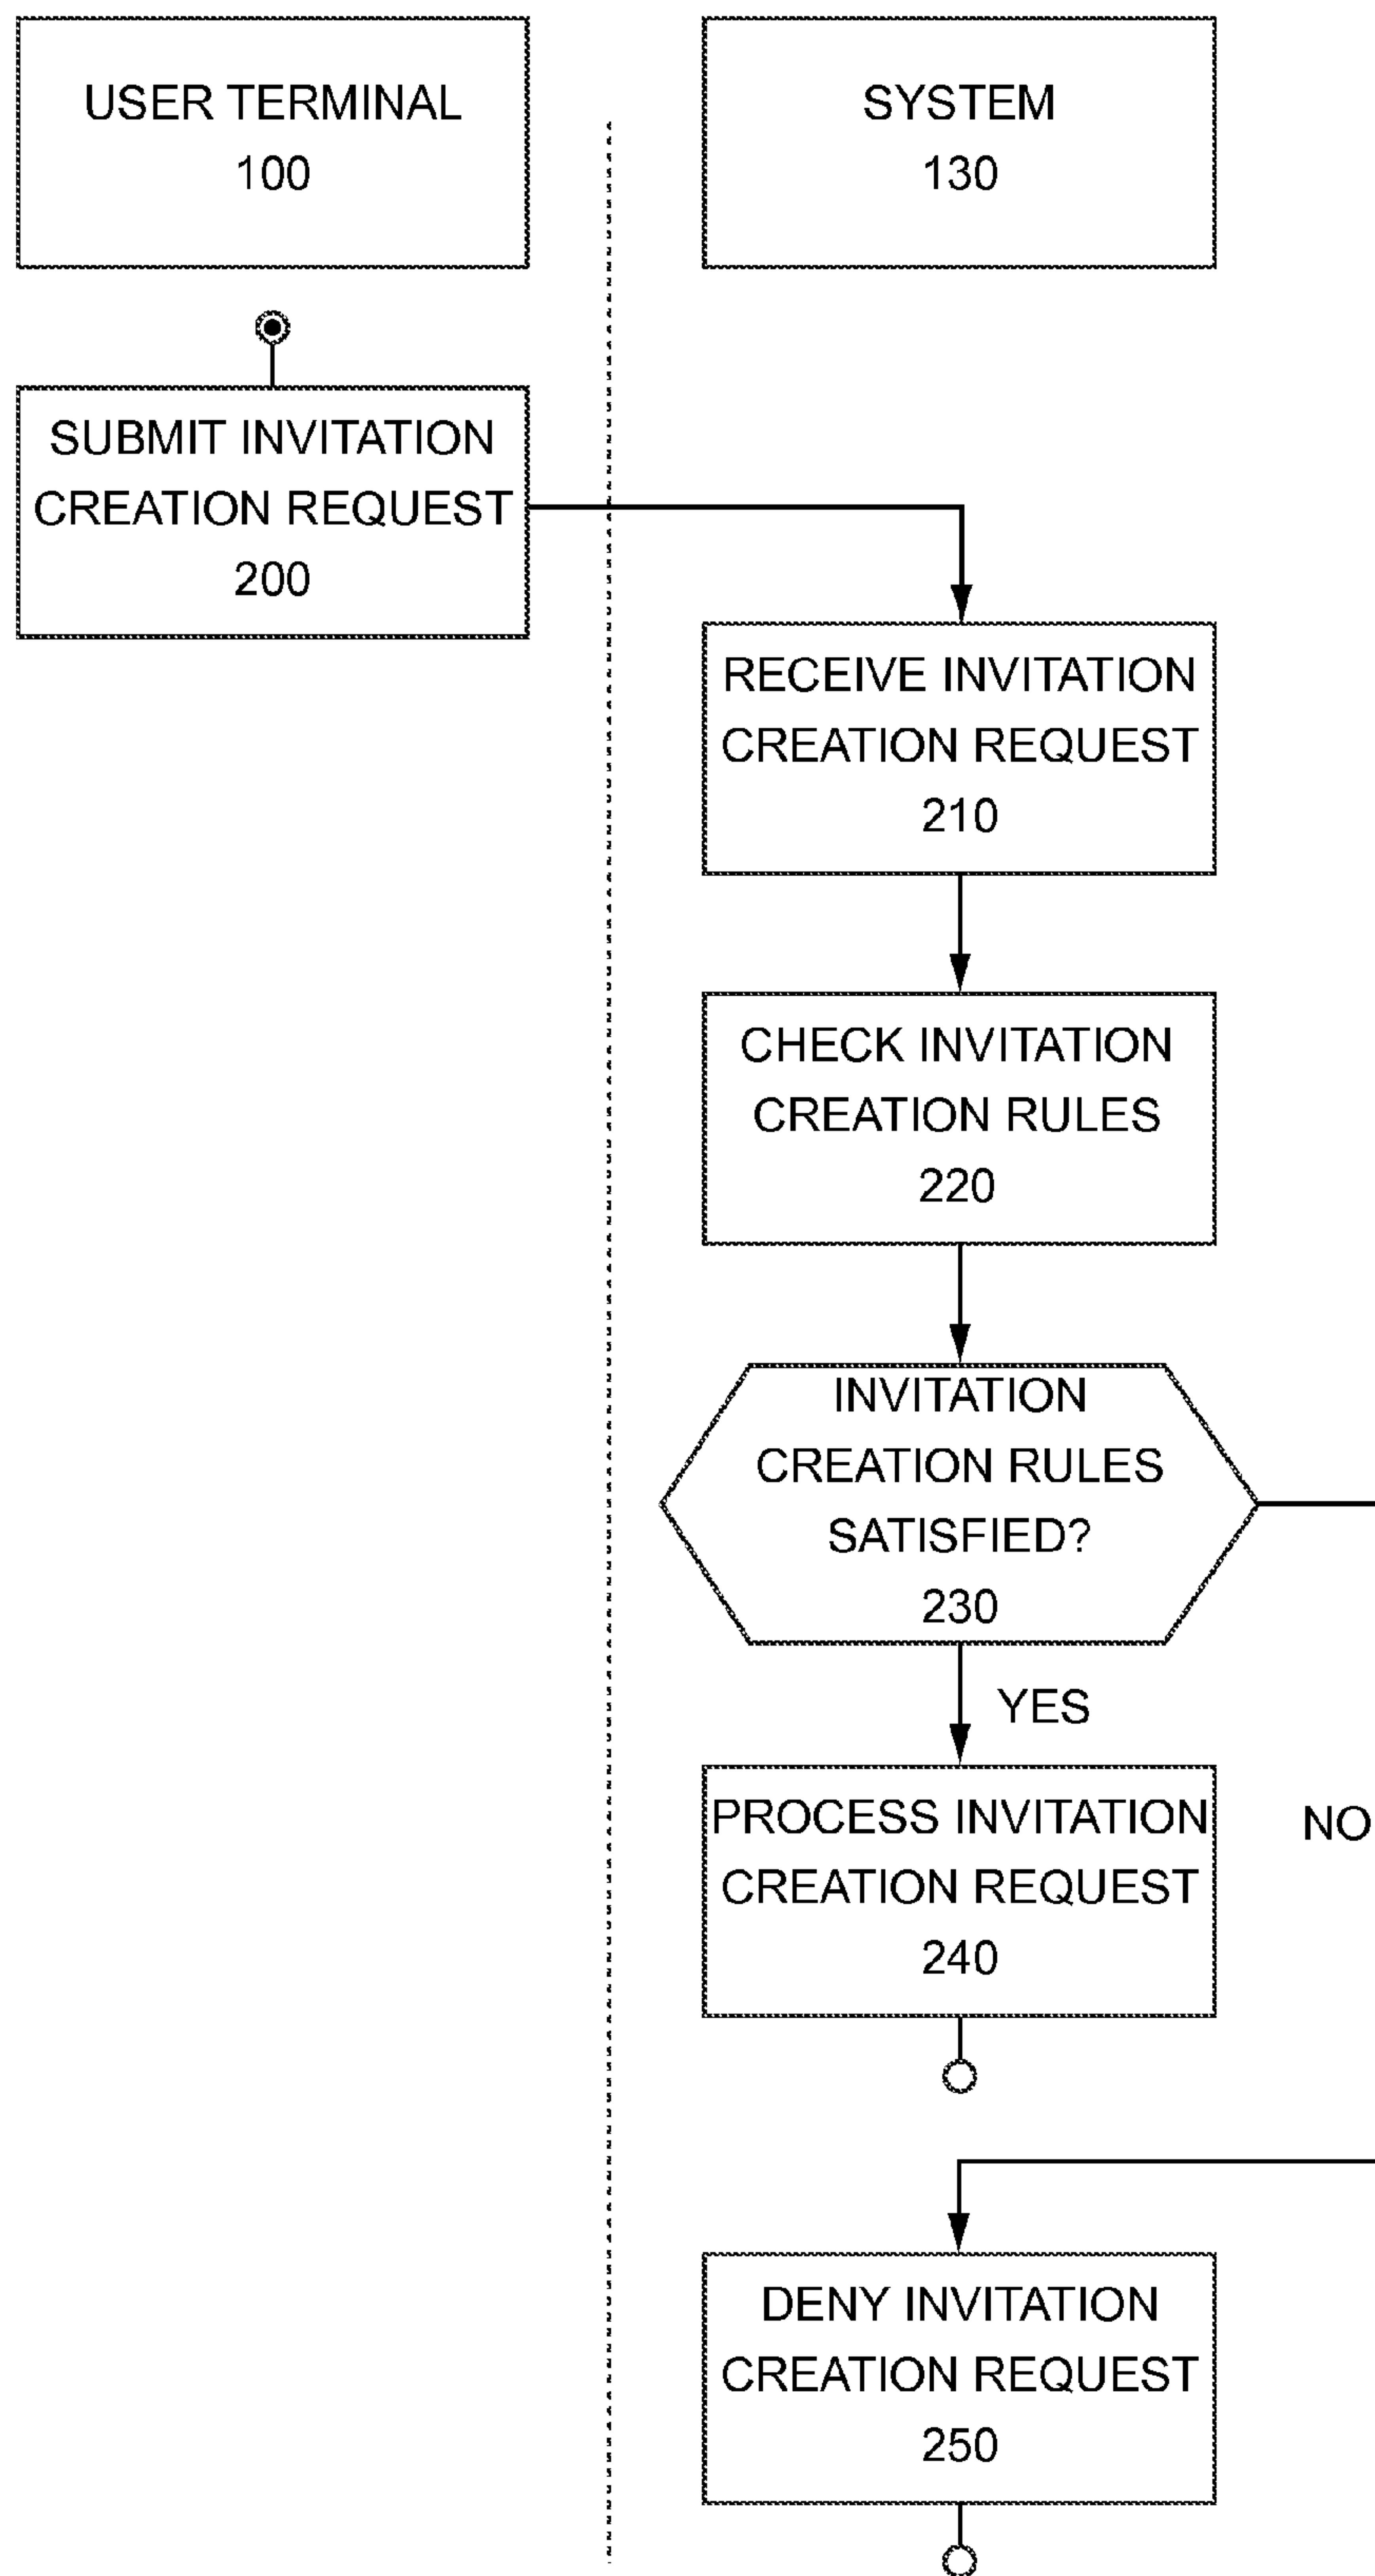 USER TERMINAL
100
SYSTEM
130
SUBMIT INVITATION
CREATION REQUEST
200
RECEIVE INVITATION
CREATION REQUEST
210
CHECK INVITATION
CREATION RULES
220
INVITATION
CREATION RULES
SATISFIED?
230
YES
PROCESS INVITATION
CREATION REQUEST
240
NO
DENY INVITATION
CREATION REQUEST
250